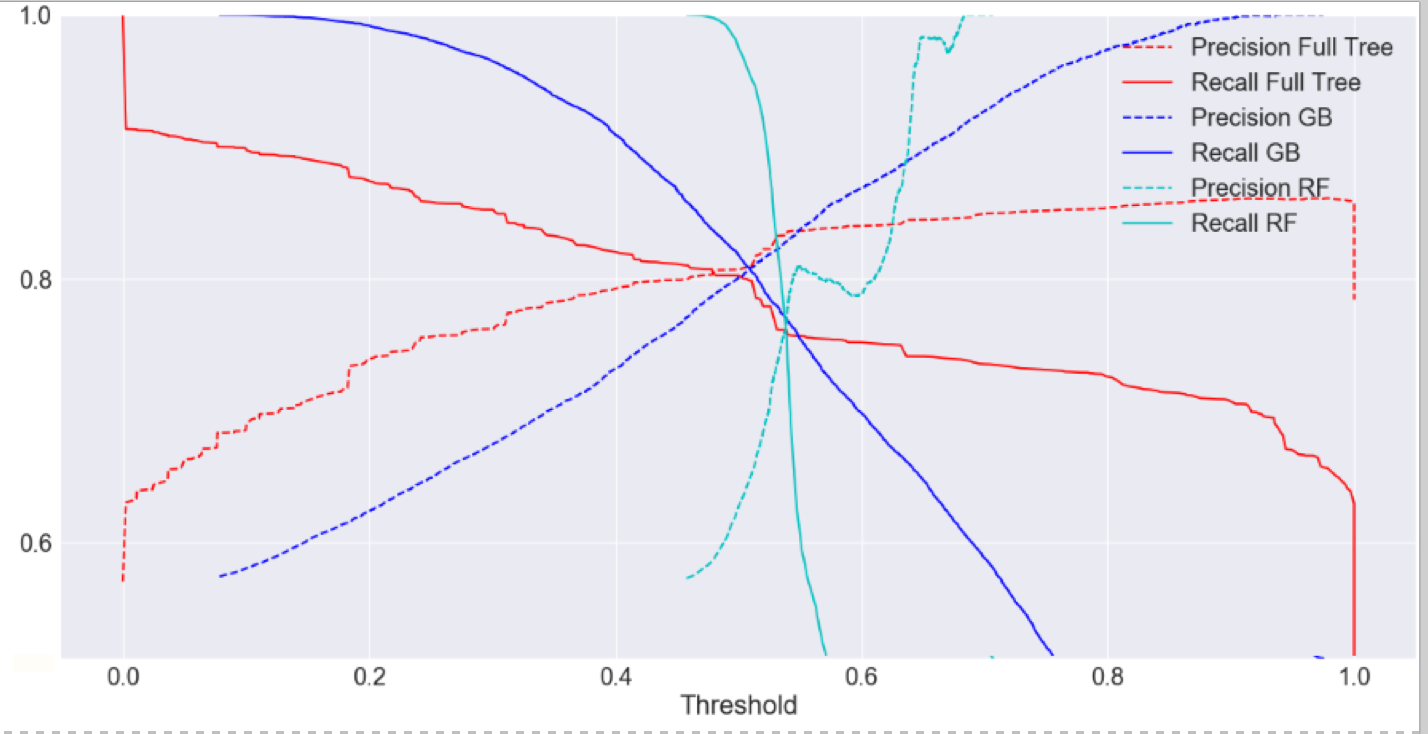 1.0
0.8
0.6
Precision Full Tree
Recall Full Tree
Precision GB
Recall GB
Precision RF
Recall RF
0.0 0.2 0.4 0.6 0.8 1.0
Threshold